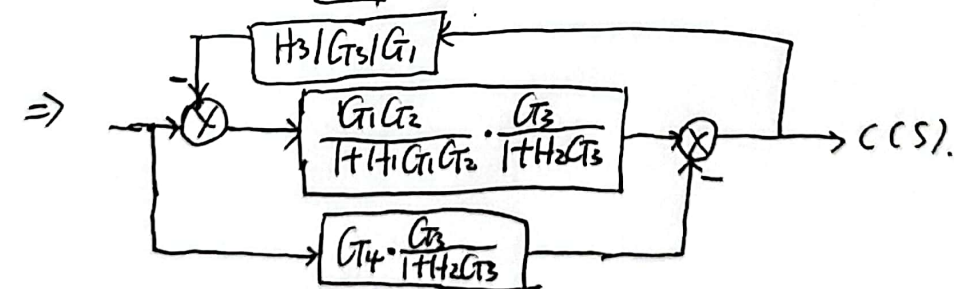 H3/G3/G1
-
⇒ G1G2/(1+H1G1G2) · G3/(1+H2G3) → C(S).
-
G4 · G3/(1+H2G3)